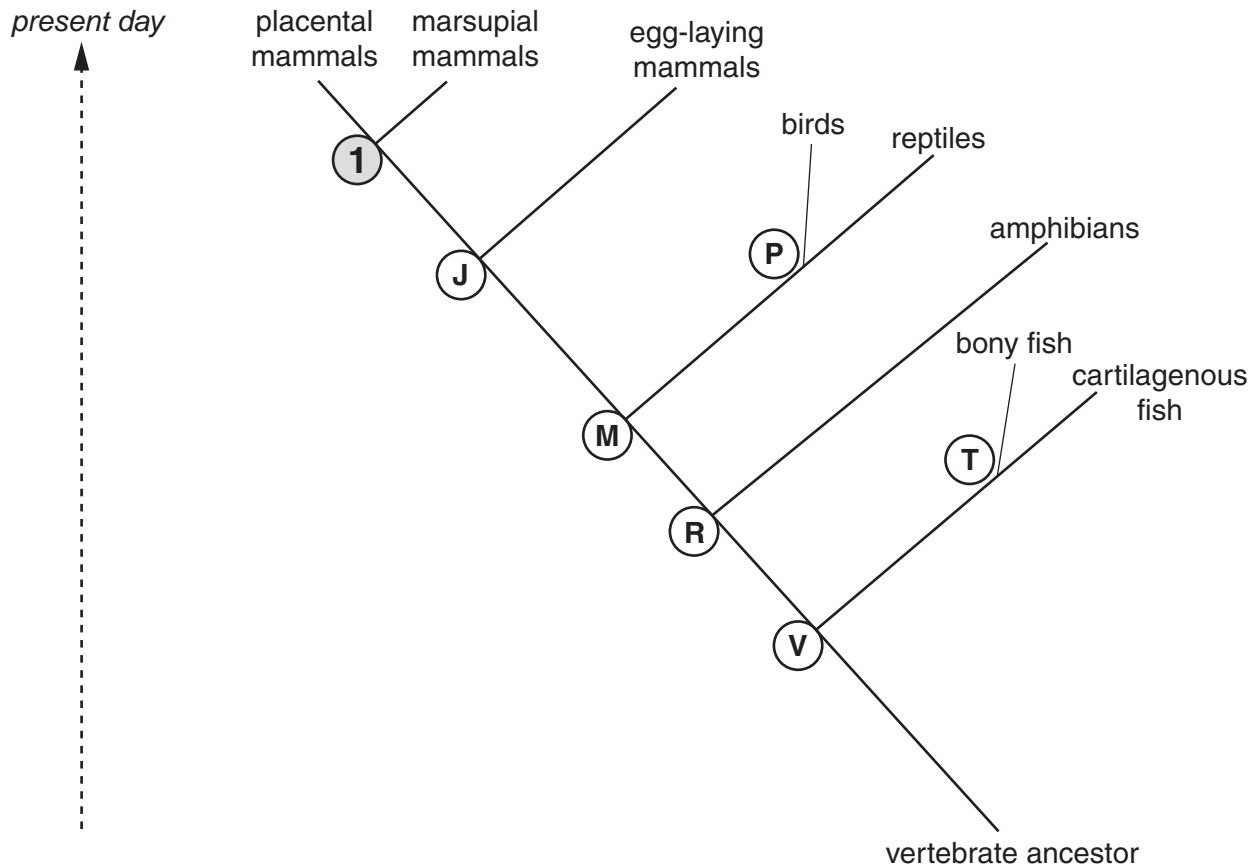 present day
placental
mammals
marsupial
mammals
egg-laying
mammals
birds
reptiles
1
P
amphibians
J
bony fish
cartilagenous
fish
M
T
R
V
vertebrate ancestor